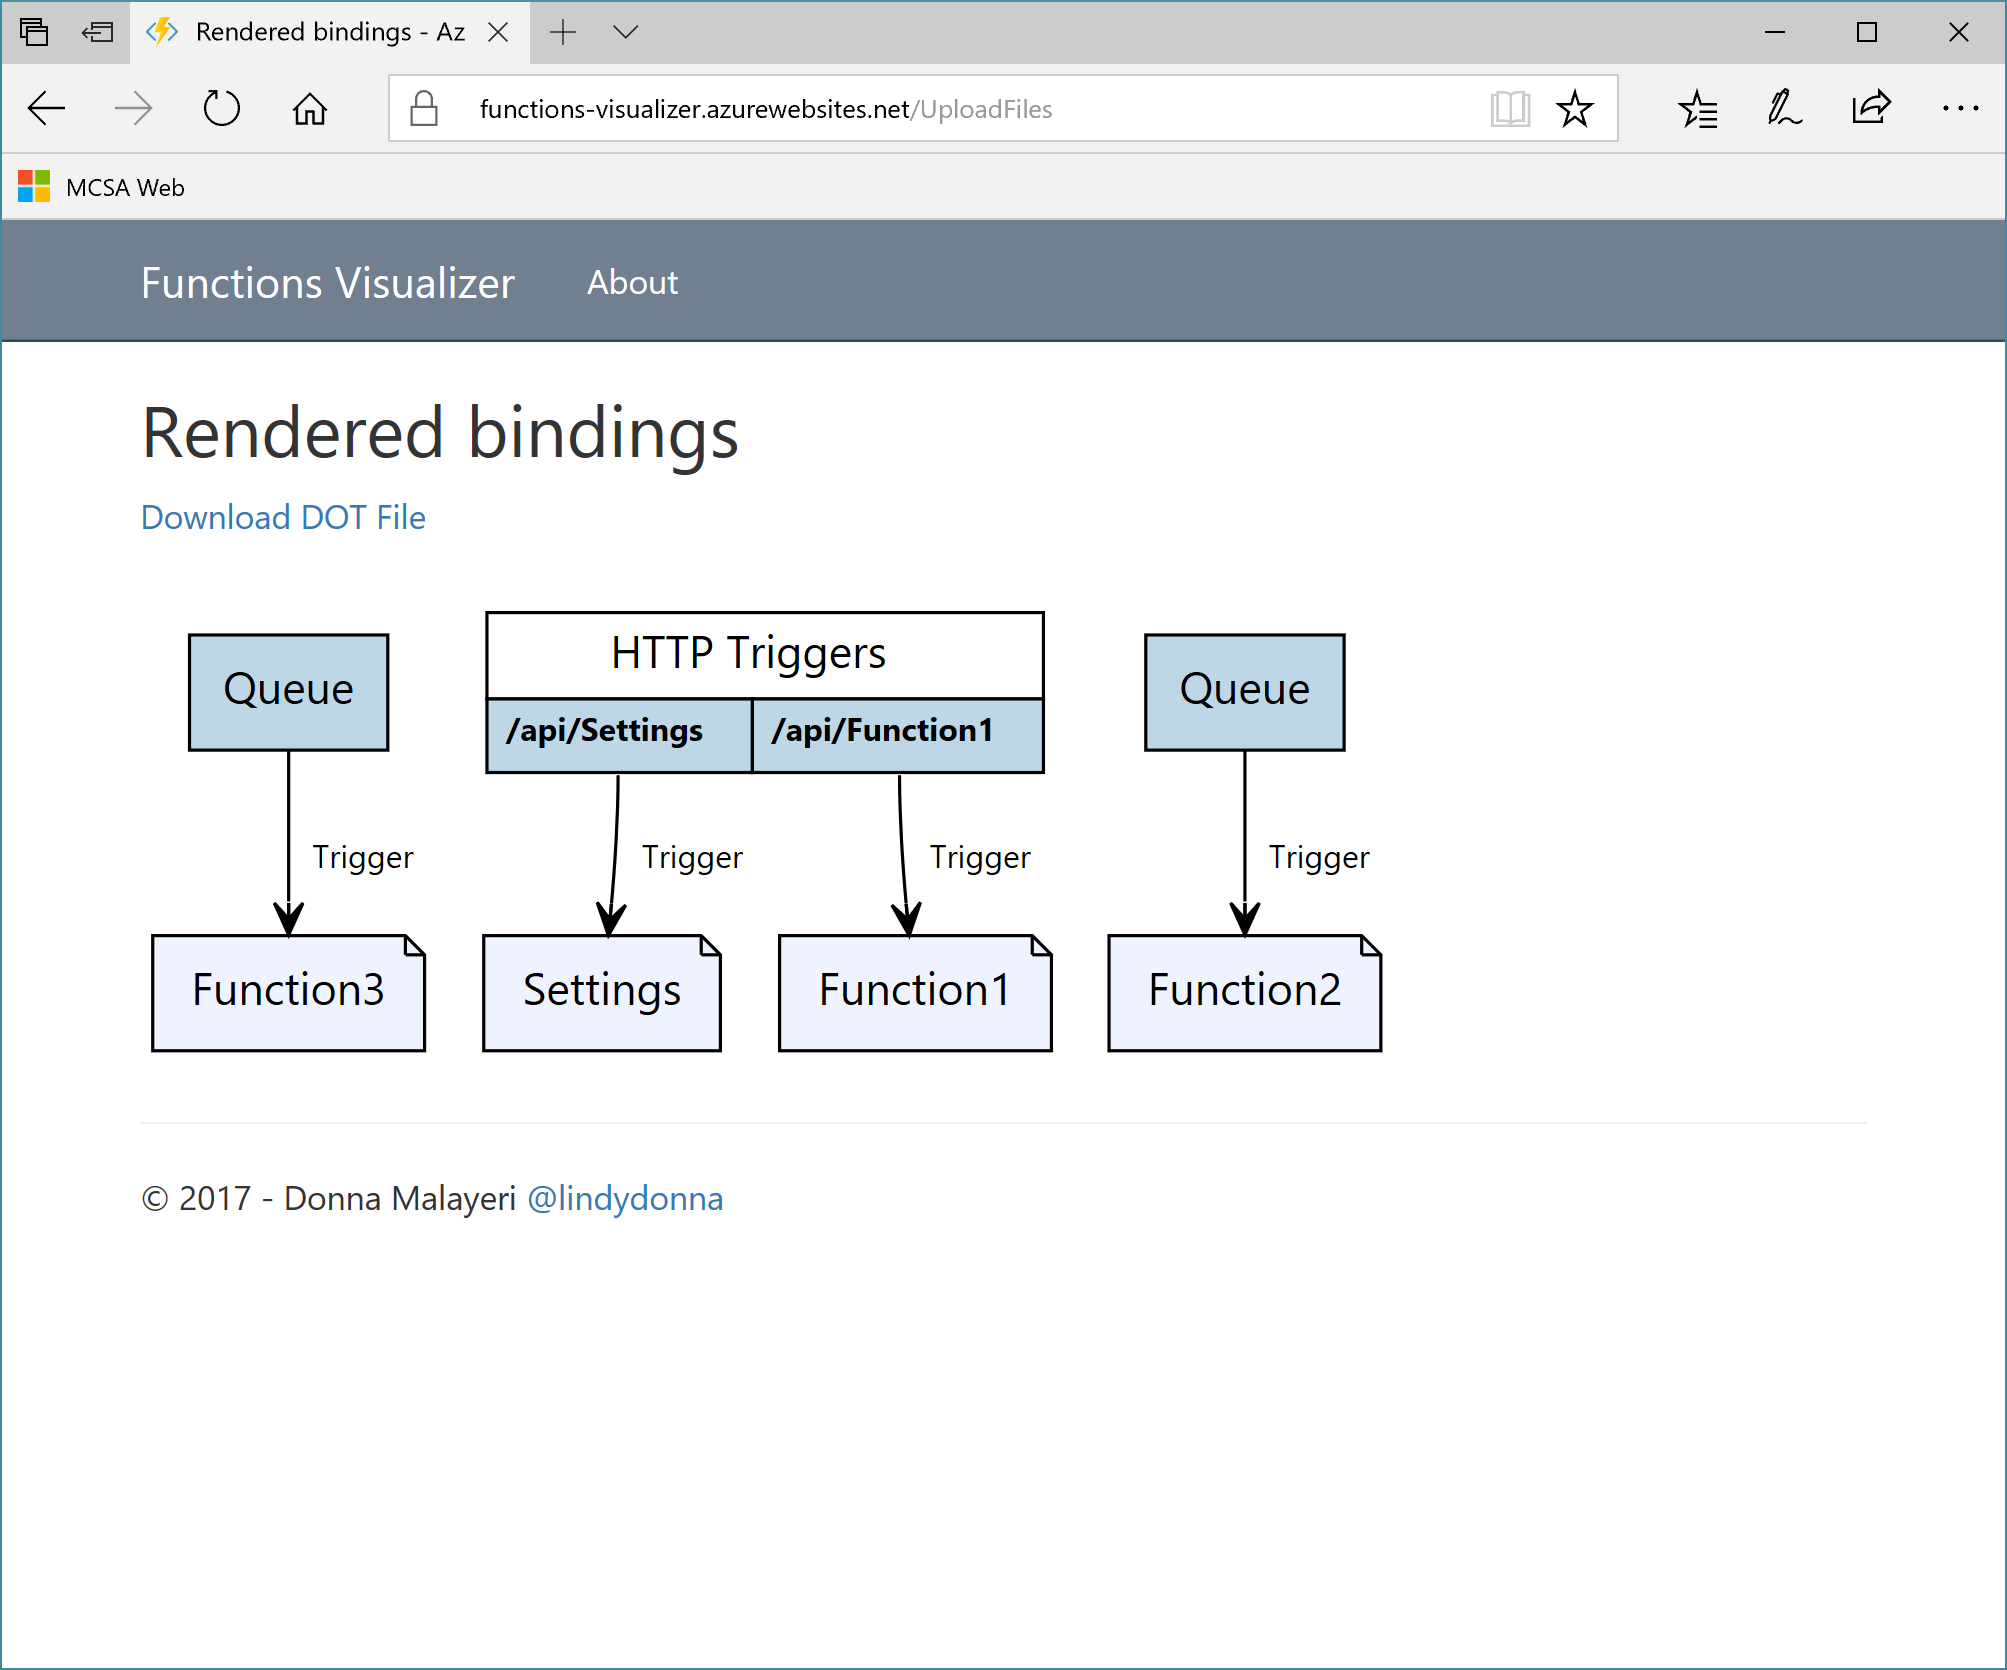 Rendered bindings - Az
functions-visualizer.azurewebsites.net/UploadFiles
MCSA Web
Functions Visualizer About
Rendered bindings
Download DOT File
Queue
HTTP Triggers
/api/Settings /api/Function1
Queue
Trigger Trigger Trigger Trigger
Function3 Settings Function1 Function2
© 2017 - Donna Malayeri @lindydonna